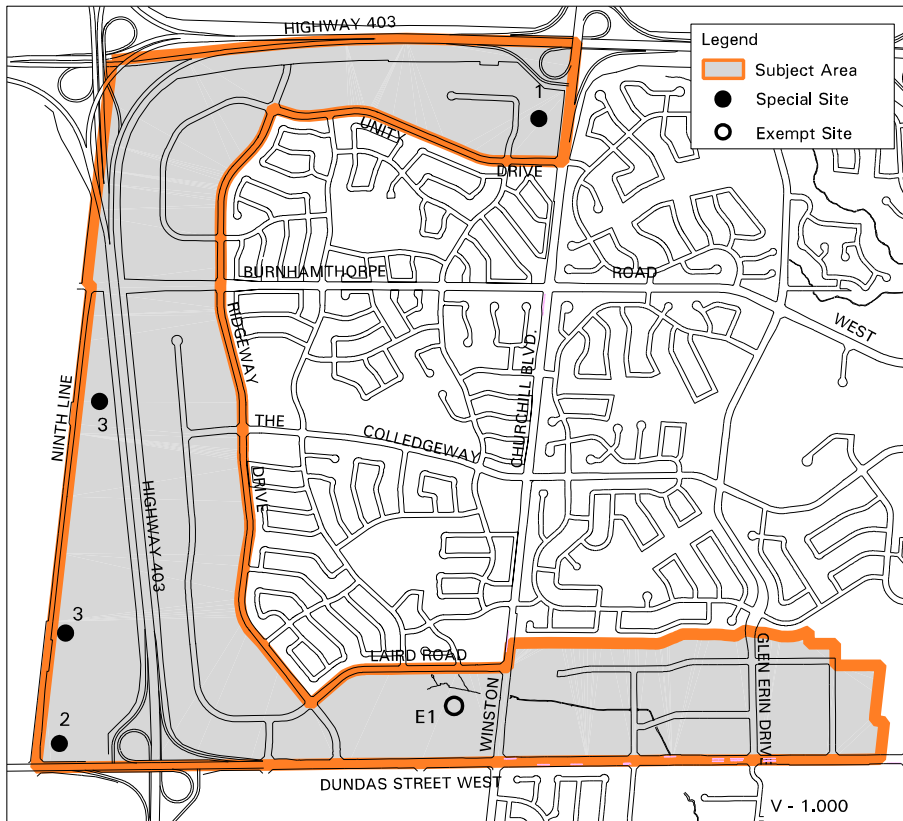 HIGHWAY 403
Legend
Subject Area
Special Site
Exempt Site
1
UNITY
DRIVE
BURNHAMTHORPE
ROAD
WEST
RIDGEWAY
CHURCHILL BLVD.
NINTH LINE
3
THE
COLLEDGEWAY
HIGHWAY 403
DRIVE
3
LAIRD ROAD
GLEN ERIN DRIVE
WINSTON
E1
2
DUNDAS STREET WEST
V - 1.000